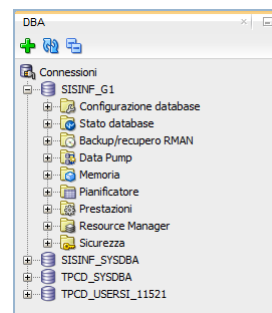 DBA
Connessioni
SISINF_G1
Configurazione database
Stato database
Backup/recupero RMAN
Data Pump
Memoria
Pianificatore
Prestazioni
Resource Manager
Sicurezza
SISINF_SYSDBA
TPCD_SYSDBA
TPCD_USERSI_11521